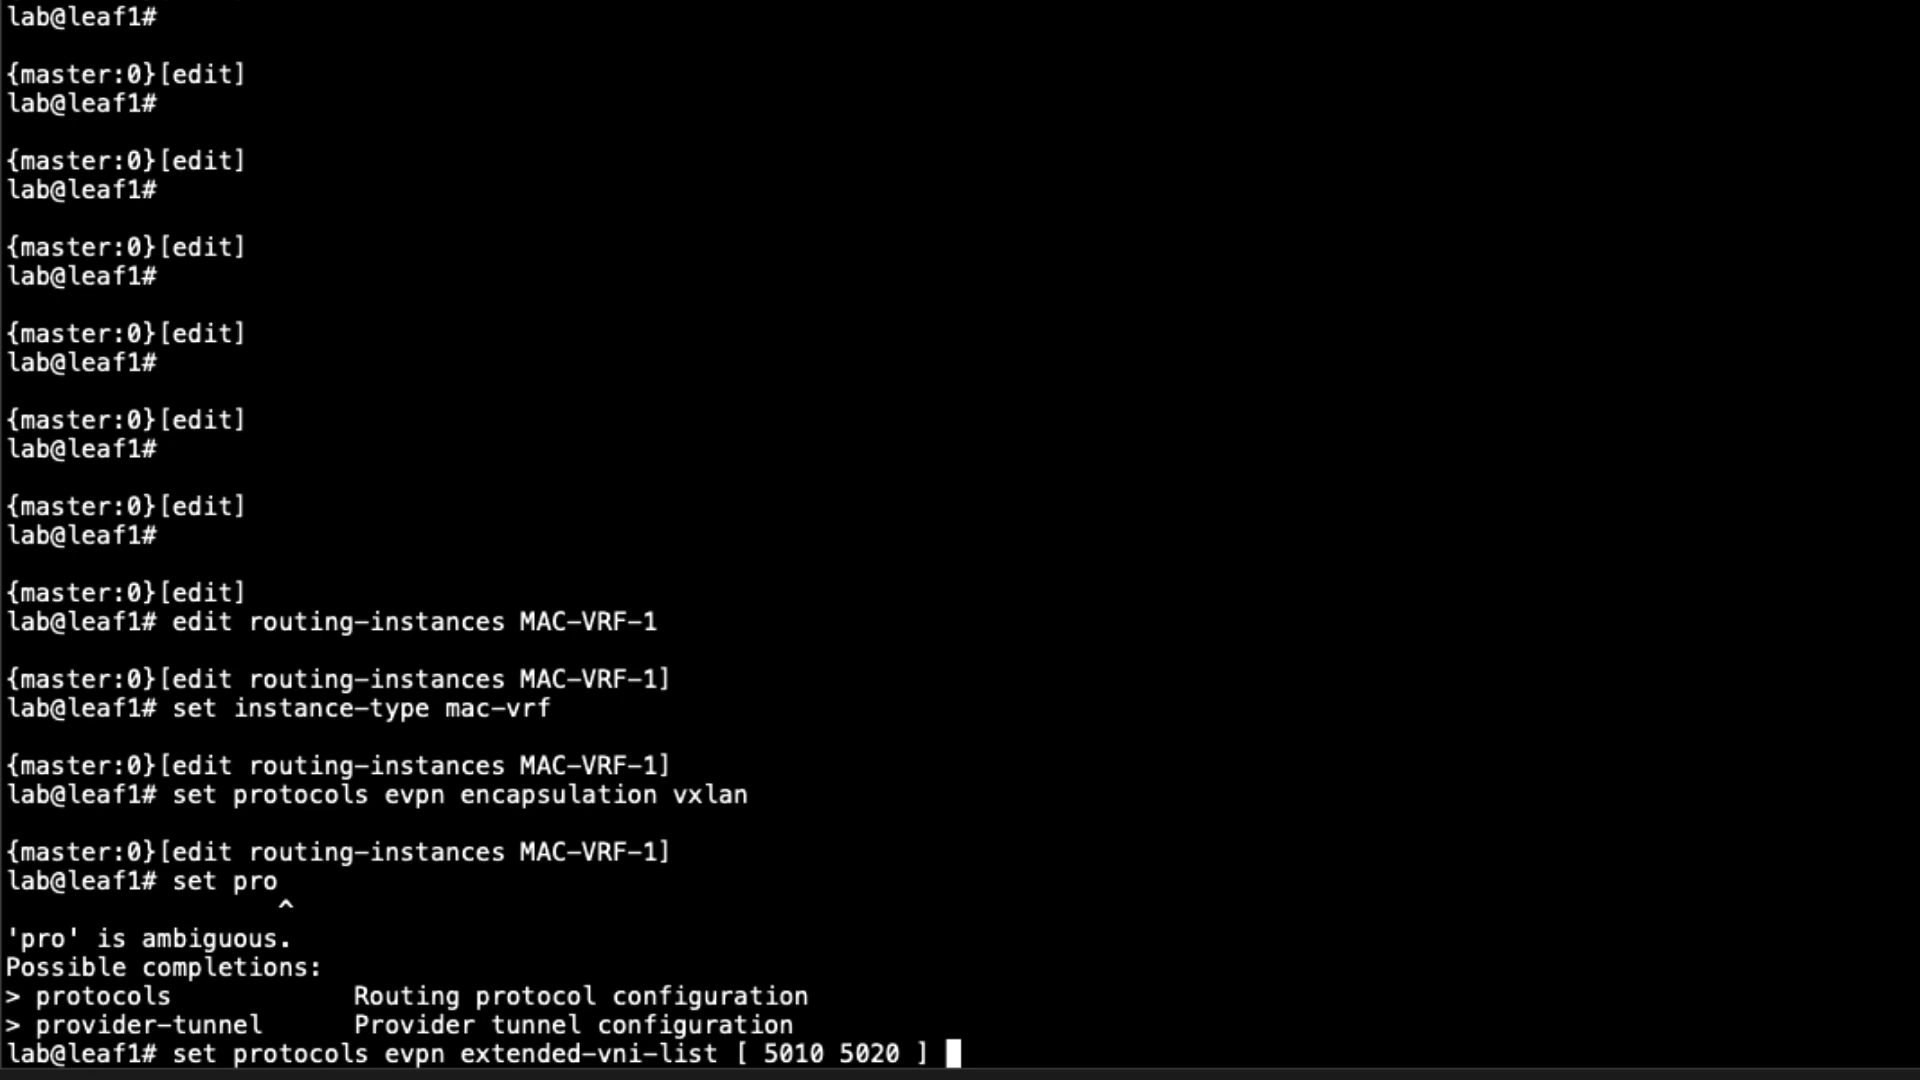 lab@leaf1#
{master:0}[edit]
lab@leaf1#
{master:0}[edit]
lab@leaf1#
{master:0}[edit]
lab@leaf1#
{master:0}[edit]
lab@leaf1#
{master:0}[edit]
lab@leaf1#
{master:0}[edit]
lab@leaf1#
{master:0}[edit]
lab@leaf1# edit routing-instances MAC-VRF-1
{master:0}[edit routing-instances MAC-VRF-1]
lab@leaf1# set instance-type mac-vrf
{master:0}[edit routing-instances MAC-VRF-1]
lab@leaf1# set protocols evpn encapsulation vxlan
{master:0}[edit routing-instances MAC-VRF-1]
lab@leaf1# set pro
^
'pro' is ambiguous.
Possible completions:
> protocols            Routing protocol configuration
> provider-tunnel      Provider tunnel configuration
lab@leaf1# set protocols evpn extended-vni-list [ 5010 5020 ]